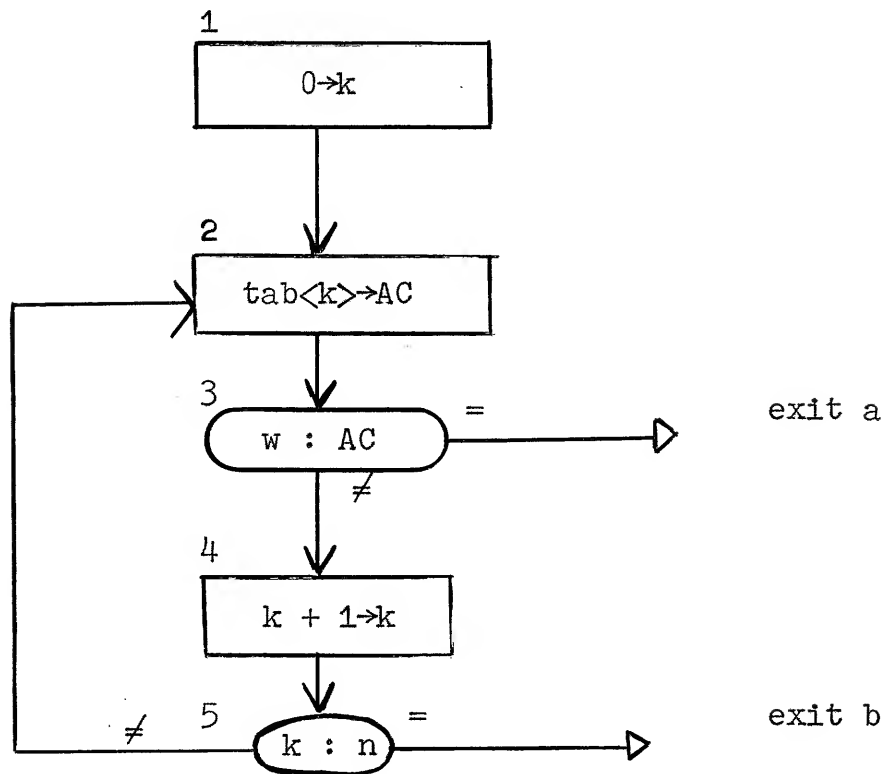 1
0→k
2
tab<k>→AC
3
w : AC
=
exit a
≠
4
k + 1→k
5
k : n
=
exit b
≠